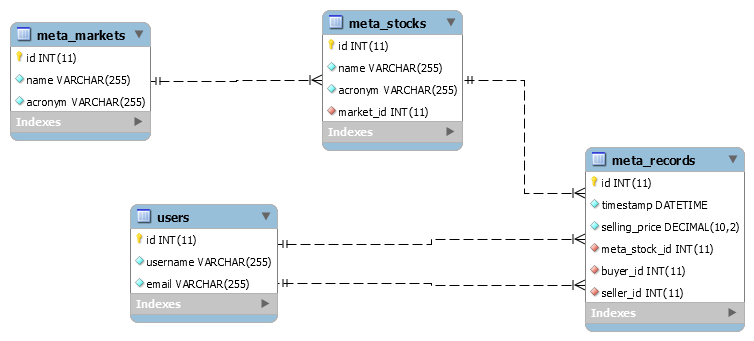 meta_markets
id INT(11)
name VARCHAR(255)
acronym VARCHAR(255)
Indexes
meta_stocks
id INT(11)
name VARCHAR(255)
acronym VARCHAR(255)
market_id INT(11)
Indexes
users
id INT(11)
username VARCHAR(255)
email VARCHAR(255)
Indexes
meta_records
id INT(11)
timestamp DATETIME
selling_price DECIMAL(10,2)
meta_stock_id INT(11)
buyer_id INT(11)
seller_id INT(11)
Indexes